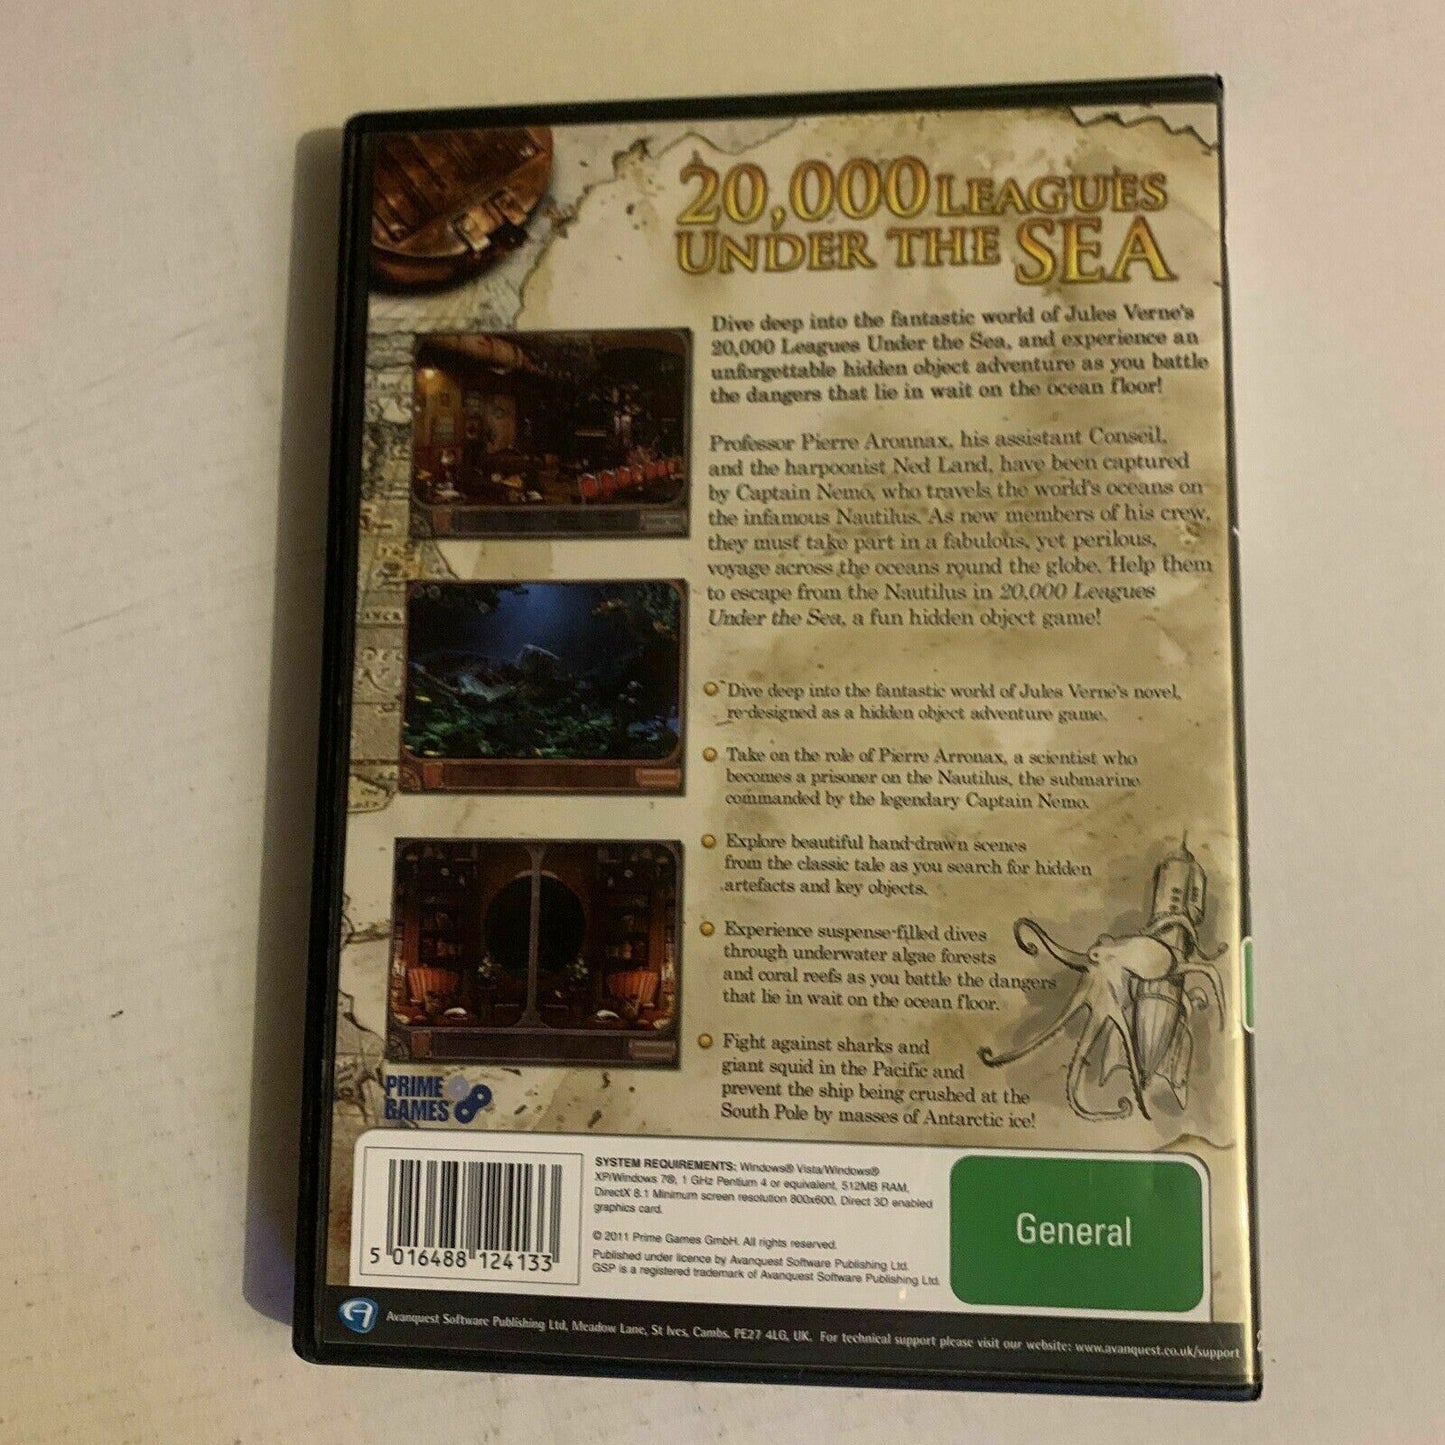 20,000 LEAGUES
UNDER THE SEA
Dive deep into the fantastic world of Jules Verne's
20,000 Leagues Under the Sea, and experience an
unforgettable hidden object adventure as you battle
the dangers that lie in wait on the ocean floor!
Professor Pierre Aronnax, his assistant Conseil,
and the harpoonist Ned Land, have been captured
by Captain Nemo, who travels the world's oceans on
the infamous Nautilus. As new members of his crew,
they must take part in a fabulous, yet perilous,
voyage across the oceans round the globe. Help them
to escape from the Nautilus in 20,000 Leagues
Under the Sea, a fun hidden object game!
Dive deep into the fantastic world of Jules Verne's novel,
re-designed as a hidden object adventure game.
Take on the role of Pierre Arronax, a scientist who
becomes a prisoner on the Nautilus, the submarine
commanded by the legendary Captain Nemo.
Explore beautiful hand-drawn scenes
from the classic tale as you search for hidden
artefacts and key objects.
Experience suspense-filled dives
through underwater algae forests
and coral reefs as you battle the dangers
that lie in wait on the ocean floor.
Fight against sharks and
giant squid in the Pacific and
prevent the ship being crushed at the
South Pole by masses of Antarctic ice!
PRIME
GAMES
SYSTEM REQUIREMENTS: Windows® Vista/Windows®
XP/Windows 7®, 1 GHz Pentium 4 or equivalent, 512MB RAM,
DirectX 8.1 Minimum screen resolution 800x600, Direct 3D enabled
graphics card.
© 2011 Prime Games GmbH. All rights reserved.
Published under licence by Avanquest Software Publishing Ltd.
GSP is a registered trademark of Avanquest Software Publishing Ltd.
5 016488 124133
General
Avanquest Software Publishing Ltd, Meadow Lane, St Ives, Cambs, PE27 4LG, UK. For technical support please visit our website: www.avanquest.co.uk/support